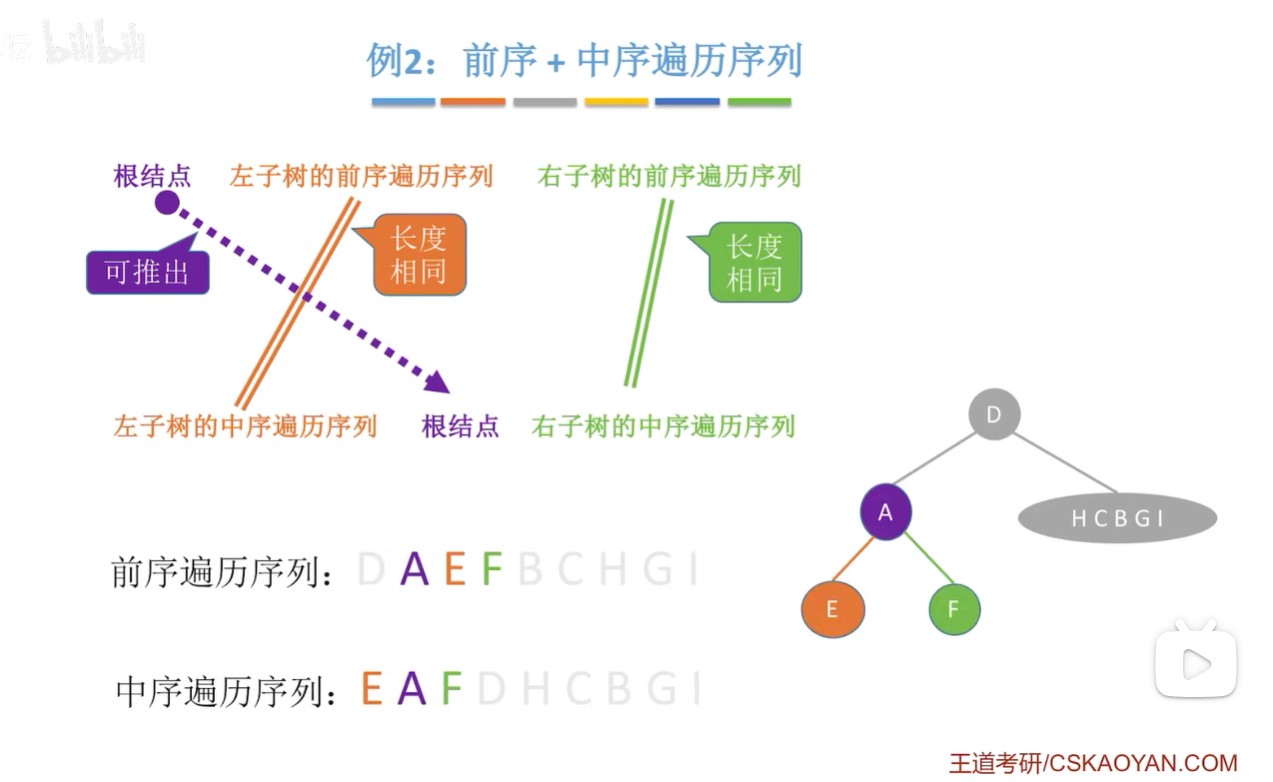 bilibili
例2：前序 + 中序遍历序列
根结点 左子树的前序遍历序列 右子树的前序遍历序列
可推出
长度
相同
长度
相同
左子树的中序遍历序列 根结点 右子树的中序遍历序列
D
A
H C B G I
E
F
前序遍历序列：D A E F B C H G I
中序遍历序列：E A F D H C B G I
王道考研/CSKAOYAN.COM